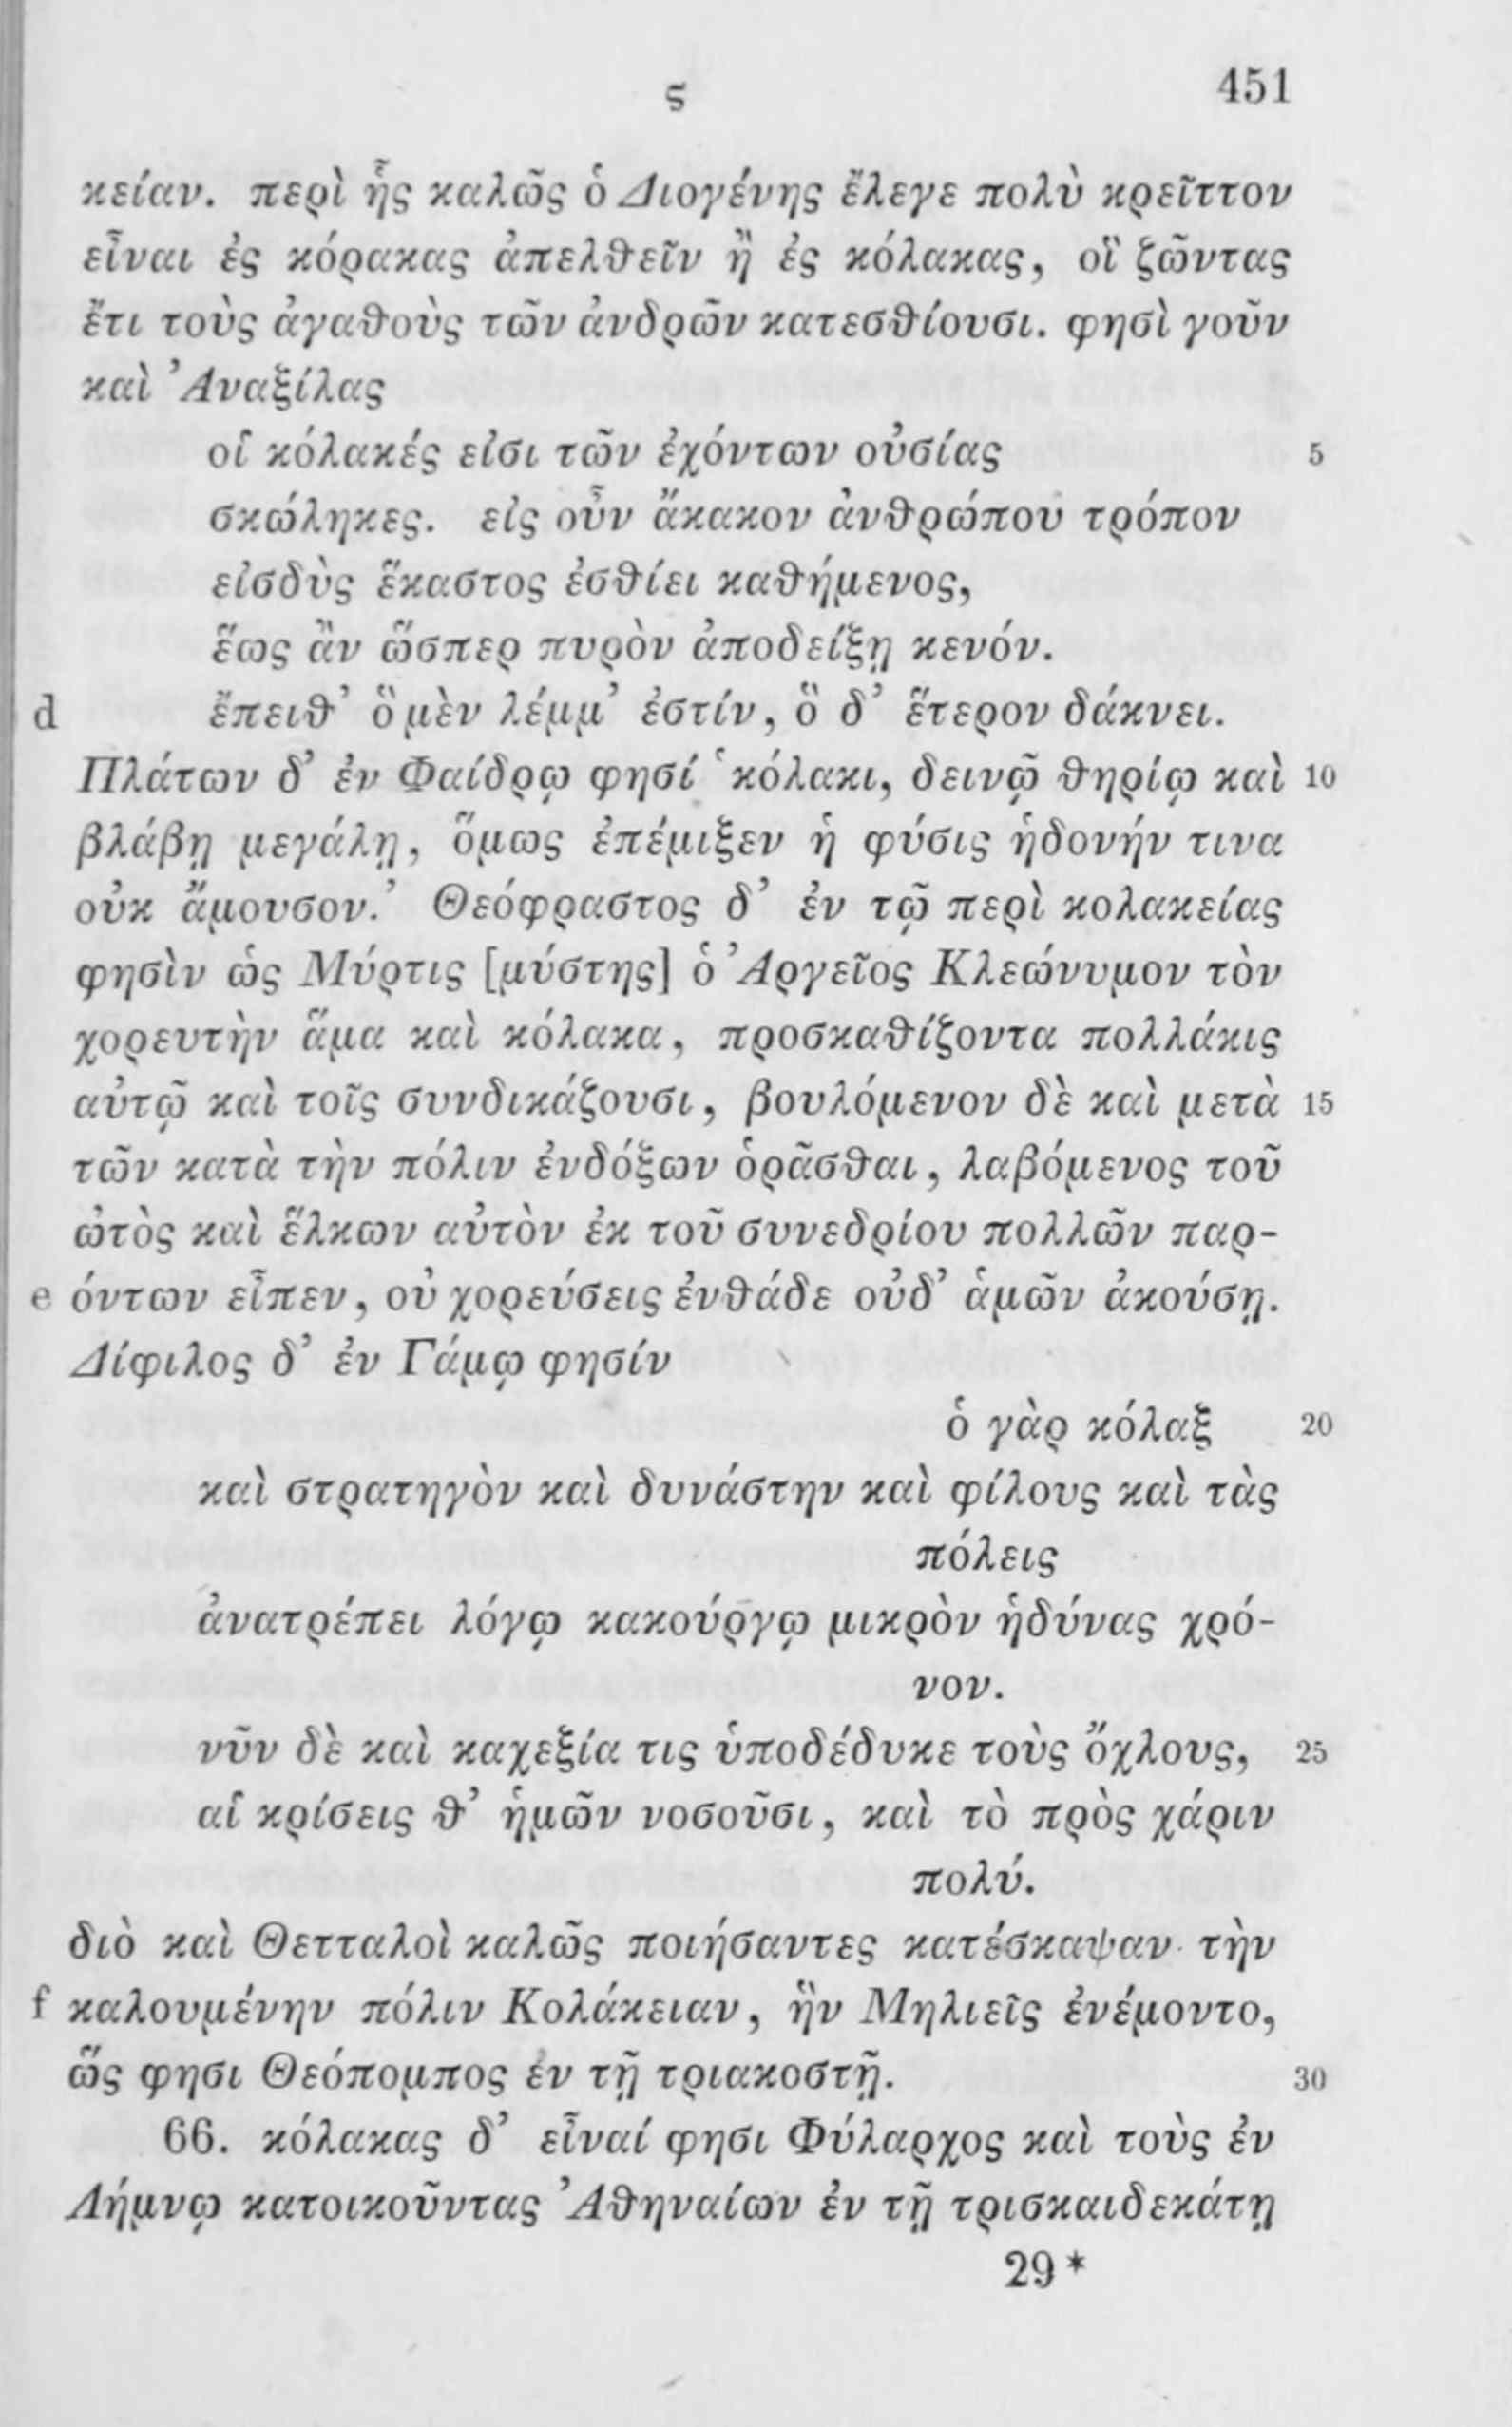 ϛ 451
κείαν. περὶ ἧς καλῶς ὁ Διογένης ἔλεγε πολὺ κρεῖττον
εἶναι ἐς κόρακας ἀπελθεῖν ἢ ἐς κόλακας, οἳ ζῶντας
ἔτι τοὺς ἀγαθοὺς τῶν ἀνδρῶν κατεσθίουσι. φησὶ γοῦν
καὶ Ἀναξίλας
οἱ κόλακές εἰσι τῶν ἐχόντων οὐσίας 5
σκώληκες. εἰς οὖν ἄκακον ἀνθρώπου τρόπον
εἰσδὺς ἕκαστος ἐσθίει καθήμενος,
ἕως ἂν ὥσπερ πυρὸν ἀποδείξῃ κενόν.
d ἔπειθ’ ὃ μὲν λέμμ’ ἐστίν, ὃ δ’ ἕτερον δάκνει.
Πλάτων δ’ ἐν Φαίδρῳ φησί ‘κόλακι, δεινῷ θηρίῳ καὶ 10
βλάβῃ μεγάλῃ, ὅμως ἐπέμιξεν ἡ φύσις ἡδονήν τινα
οὐκ ἄμουσον.’ Θεόφραστος δ’ ἐν τῷ περὶ κολακείας
φησὶν ὡς Μύρτις [μύστης] ὁ Ἀργεῖος Κλεώνυμον τὸν
χορευτὴν ἅμα καὶ κόλακα, προσκαθίζοντα πολλάκις
αὐτῷ καὶ τοῖς συνδικάζουσι, βουλόμενον δὲ καὶ μετὰ 15
τῶν κατὰ τὴν πόλιν ἐνδόξων ὁρᾶσθαι, λαβόμενος τοῦ
ὠτὸς καὶ ἕλκων αὐτὸν ἐκ τοῦ συνεδρίου πολλῶν παρ-
e όντων εἶπεν, οὐ χορεύσεις ἐνθάδε οὐδ’ ἁμῶν ἀκούσῃ.
Δίφιλος δ’ ἐν Γάμῳ φησίν
ὁ γὰρ κόλαξ 20
καὶ στρατηγὸν καὶ δυνάστην καὶ φίλους καὶ τὰς
πόλεις
ἀνατρέπει λόγῳ κακούργῳ μικρὸν ἡδύνας χρό-
νον.
νῦν δὲ καὶ καχεξία τις ὑποδέδυκε τοὺς ὄχλους, 25
αἱ κρίσεις θ’ ἡμῶν νοσοῦσι, καὶ τὸ πρὸς χάριν
πολύ.
διὸ καὶ Θετταλοὶ καλῶς ποιήσαντες κατέσκαψαν τὴν
f καλουμένην πόλιν Κολάκειαν, ἣν Μηλιεῖς ἐνέμοντο,
ὥς φησι Θεόπομπος ἐν τῇ τριακοστῇ. 30
66. κόλακας δ’ εἶναί φησι Φύλαρχος καὶ τοὺς ἐν
Λήμνῳ κατοικοῦντας Ἀθηναίων ἐν τῇ τρισκαιδεκάτῃ
29*